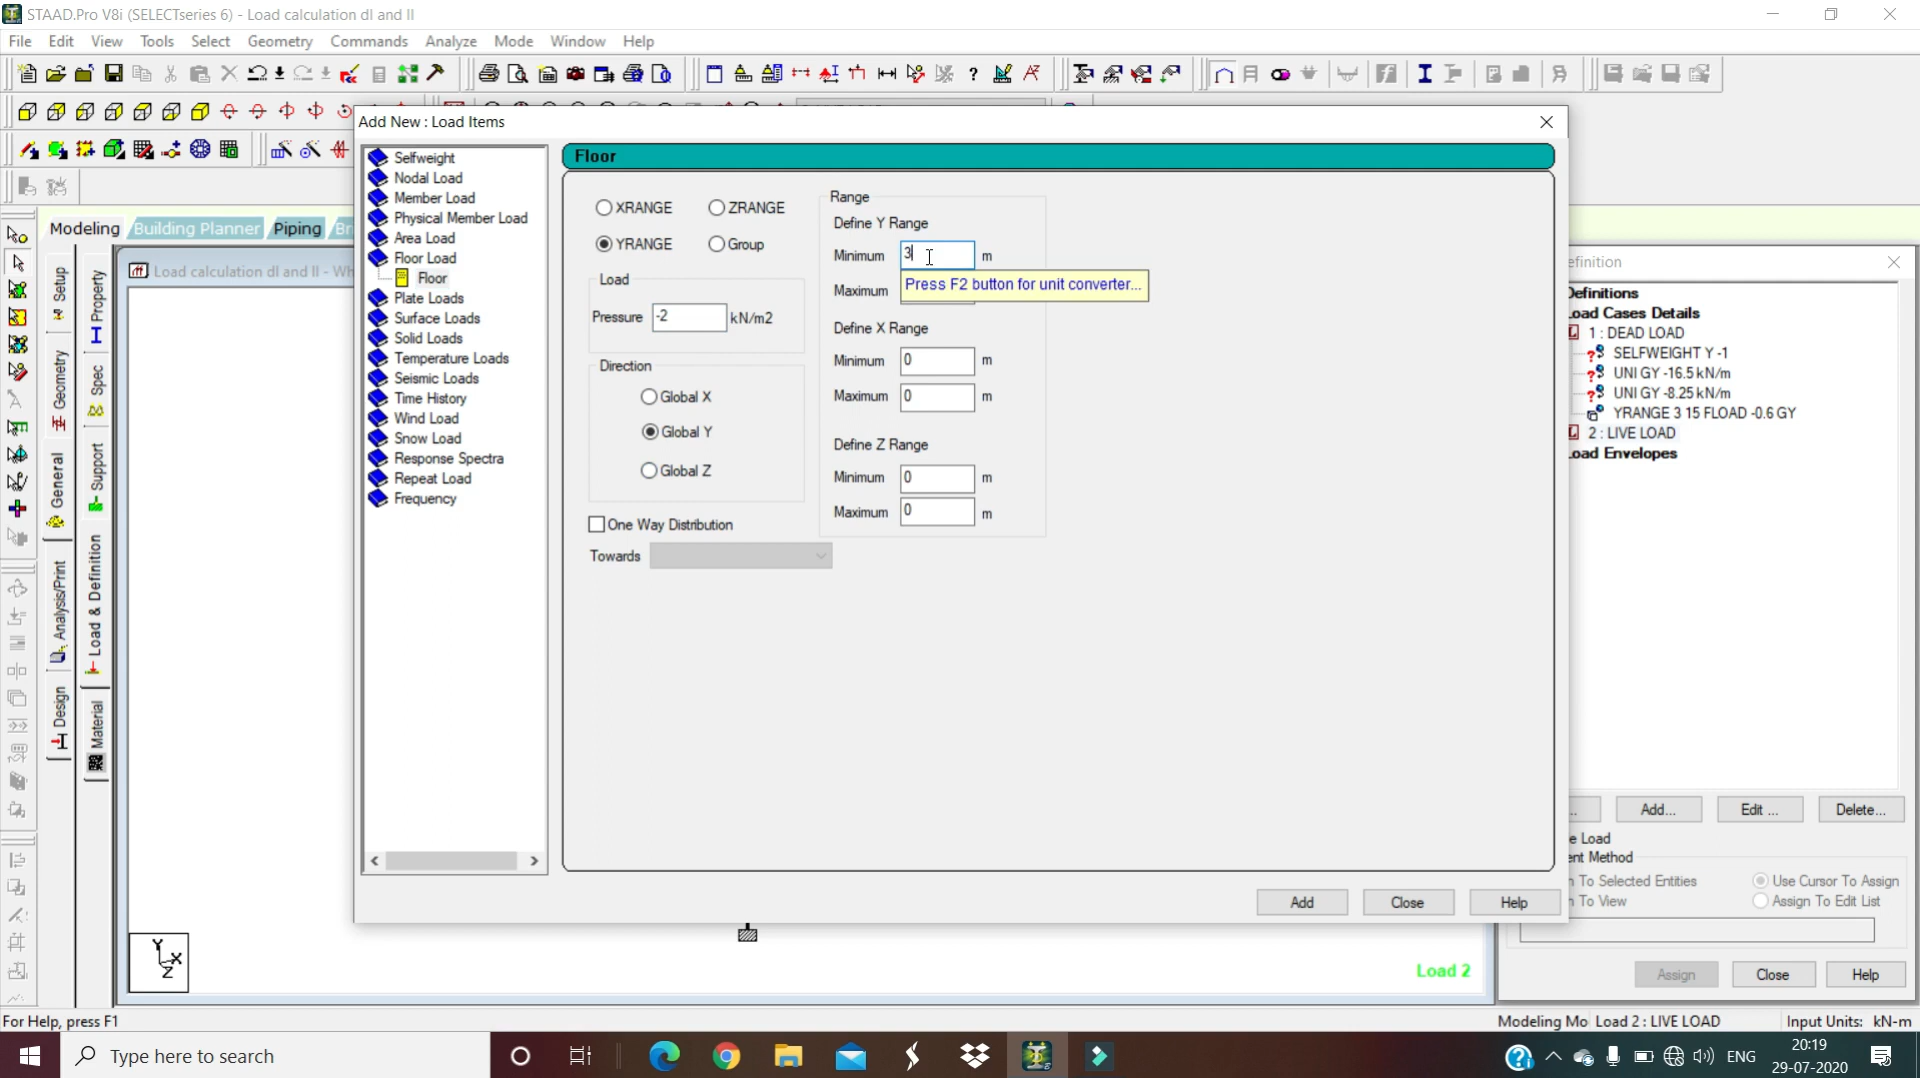 STAAD.Pro V8i (SELECTseries 6) - Load calculation dl and ll
File Edit View Tools Select Geometry Commands Analyze Mode Window Help
Add New : Load Items
Modeling Building Planner Piping
Load calculation dl and ll - Wh
Setup
Geometry
General
Analysis/Print
Design
Property
Spec
Support
Load & Definition
Material
Selfweight
Nodal Load
Member Load
Physical Member Load
Area Load
Floor Load
Floor
Plate Loads
Surface Loads
Solid Loads
Temperature Loads
Seismic Loads
Time History
Wind Load
Snow Load
Response Spectra
Repeat Load
Frequency
Floor
XRANGE ZRANGE
YRANGE Group
Load
Pressure -2 kN/m2
Direction
Global X
Global Y
Global Z
One Way Distribution
Towards
Range
Define Y Range
Minimum 3 m
Press F2 button for unit converter...
Maximum
Define X Range
Minimum 0 m
Maximum 0 m
Define Z Range
Minimum 0 m
Maximum 0 m
Add Close Help
efinition
Definitions
oad Cases Details
1 : DEAD LOAD
SELFWEIGHT Y -1
UNI GY -16.5 kN/m
UNI GY -8.25 kN/m
YRANGE 3 15 FLOAD -0.6 GY
2 : LIVE LOAD
oad Envelopes
... Add... Edit ... Delete...
e Load
ent Method
n To Selected Entities Use Cursor To Assign
n To View Assign To Edit List
Assign Close Help
Y
X
Z
Load 2
For Help, press F1
Modeling Mo Load 2 : LIVE LOAD Input Units: kN-m
Type here to search
ENG
20:19
29-07-2020